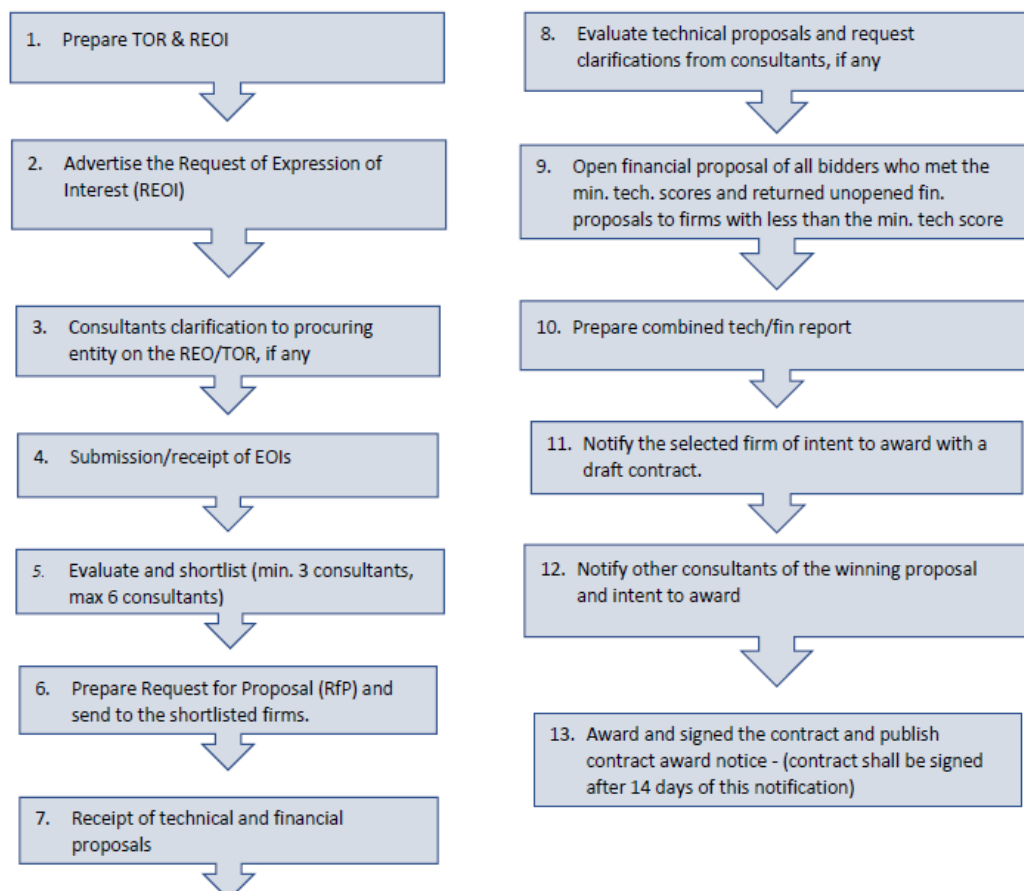 1. Prepare TOR & REOI
2. Advertise the Request of Expression of
Interest (REOI)
3. Consultants clarification to procuring
entity on the REO/TOR, if any
4. Submission/receipt of EOIs
5. Evaluate and shortlist (min. 3 consultants,
max 6 consultants)
6. Prepare Request for Proposal (RfP) and
send to the shortlisted firms.
7. Receipt of technical and financial
proposals
8. Evaluate technical proposals and request
clarifications from consultants, if any
9. Open financial proposal of all bidders who met the
min. tech. scores and returned unopened fin.
proposals to firms with less than the min. tech score
10. Prepare combined tech/fin report
11. Notify the selected firm of intent to award with a
draft contract.
12. Notify other consultants of the winning proposal
and intent to award
13. Award and signed the contract and publish
contract award notice - (contract shall be signed
after 14 days of this notification)